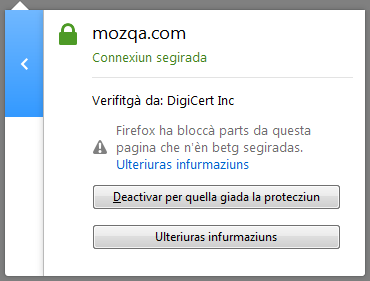 mozqa.com
Connexiun segirada
Verifitgà da: DigiCert Inc
Firefox ha bloccà parts da questa
pagina che n'èn betg segiradas.
Ulteriuras infurmaziuns
Deactivar per quella giada la protecziun
Ulteriuras infurmaziuns